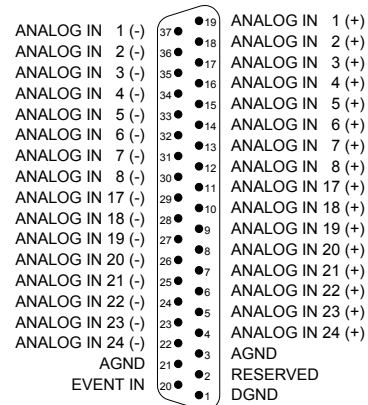 19 ANALOG IN 1 (+)
ANALOG IN 1 (-) 37
18 ANALOG IN 2 (+)
ANALOG IN 2 (-) 36
17 ANALOG IN 3 (+)
ANALOG IN 3 (-) 35
16 ANALOG IN 4 (+)
ANALOG IN 4 (-) 34
15 ANALOG IN 5 (+)
ANALOG IN 5 (-) 33
14 ANALOG IN 6 (+)
ANALOG IN 6 (-) 32
13 ANALOG IN 7 (+)
ANALOG IN 7 (-) 31
12 ANALOG IN 8 (+)
ANALOG IN 8 (-) 30
11 ANALOG IN 17 (+)
ANALOG IN 17 (-) 29
10 ANALOG IN 18 (+)
ANALOG IN 18 (-) 28
9 ANALOG IN 19 (+)
ANALOG IN 19 (-) 27
8 ANALOG IN 20 (+)
ANALOG IN 20 (-) 26
7 ANALOG IN 21 (+)
ANALOG IN 21 (-) 25
6 ANALOG IN 22 (+)
ANALOG IN 22 (-) 24
5 ANALOG IN 23 (+)
ANALOG IN 23 (-) 23
4 ANALOG IN 24 (+)
ANALOG IN 24 (-) 22
3 AGND
AGND 21
2 RESERVED
EVENT IN 20
1 DGND